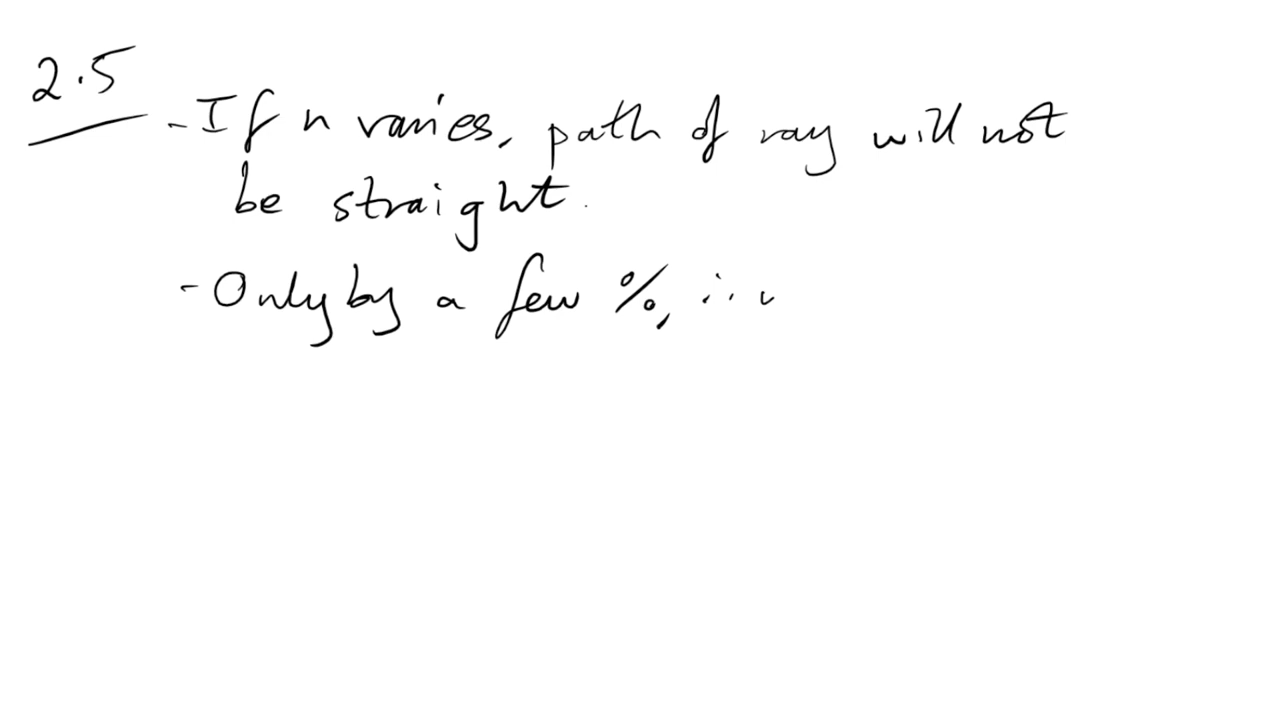 2.5
- If n varies, path of ray will not
be straight.
- Only by a few %, ∴